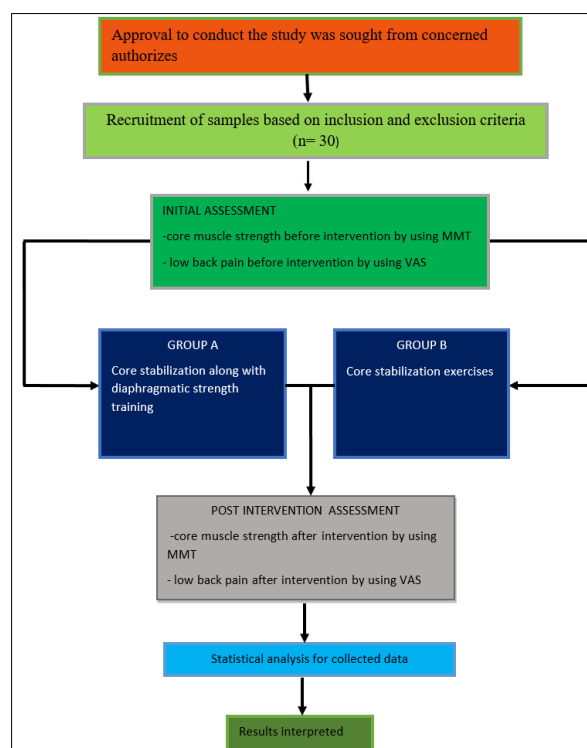 Approval to conduct the study was sought from concerned
authorizes
Recruitment of samples based on inclusion and exclusion criteria
(n= 30)
INITIAL ASSESSMENT
-core muscle strength before intervention by using MMT
- low back pain before intervention by using VAS
GROUP A
Core stabilization along with
diaphragmatic strength
training
GROUP B
Core stabilization exercises
POST INTERVENTION ASSESSMENT
-core muscle strength after intervention by using
MMT
- low back pain after intervention by using VAS
Statistical analysis for collected data
Results interpreted